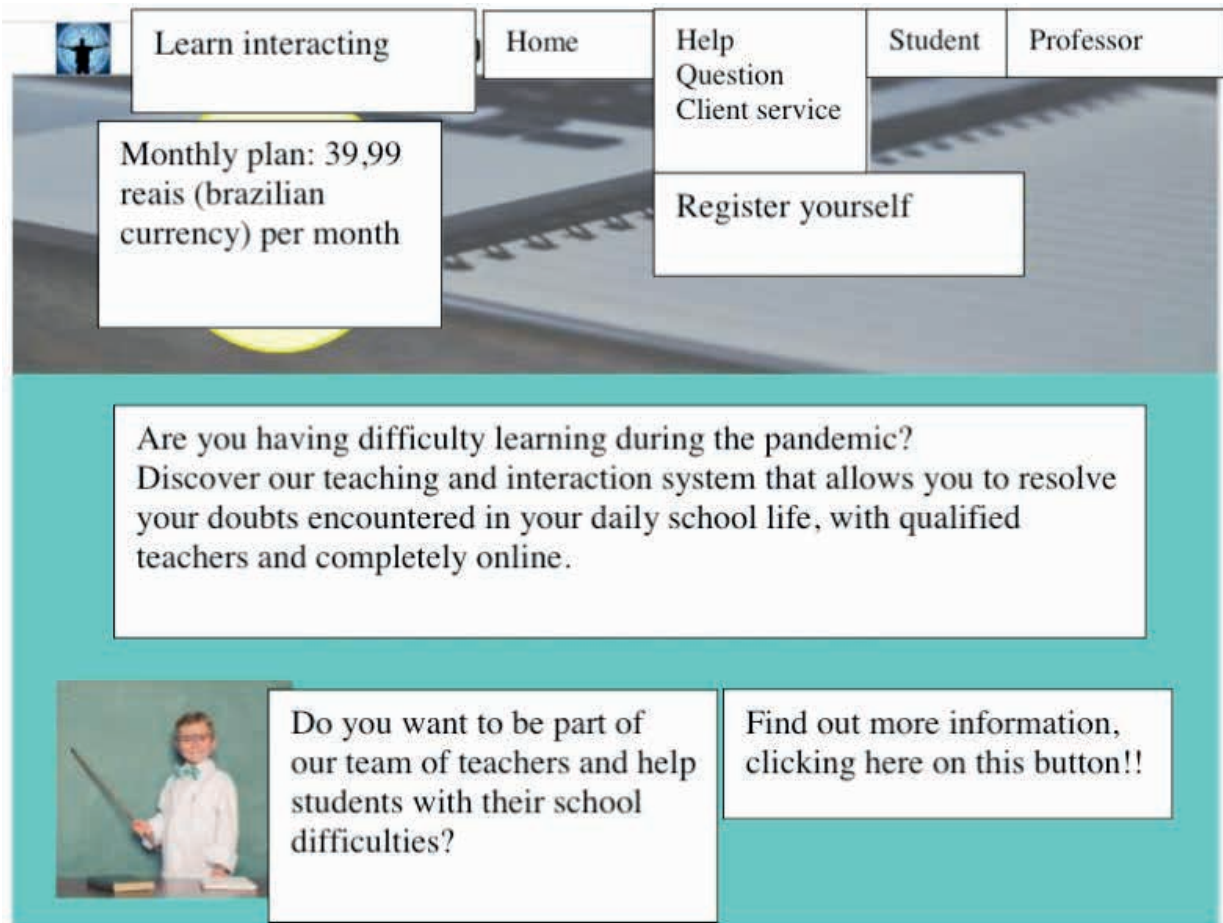 Learn interacting
Home
Help
Question
Client service
Student
Professor
Monthly plan: 39,99
reais (brazilian
currency) per month
Register yourself
Are you having difficulty learning during the pandemic?
Discover our teaching and interaction system that allows you to resolve
your doubts encountered in your daily school life, with qualified
teachers and completely online.
Do you want to be part of
our team of teachers and help
students with their school
difficulties?
Find out more information,
clicking here on this button!!